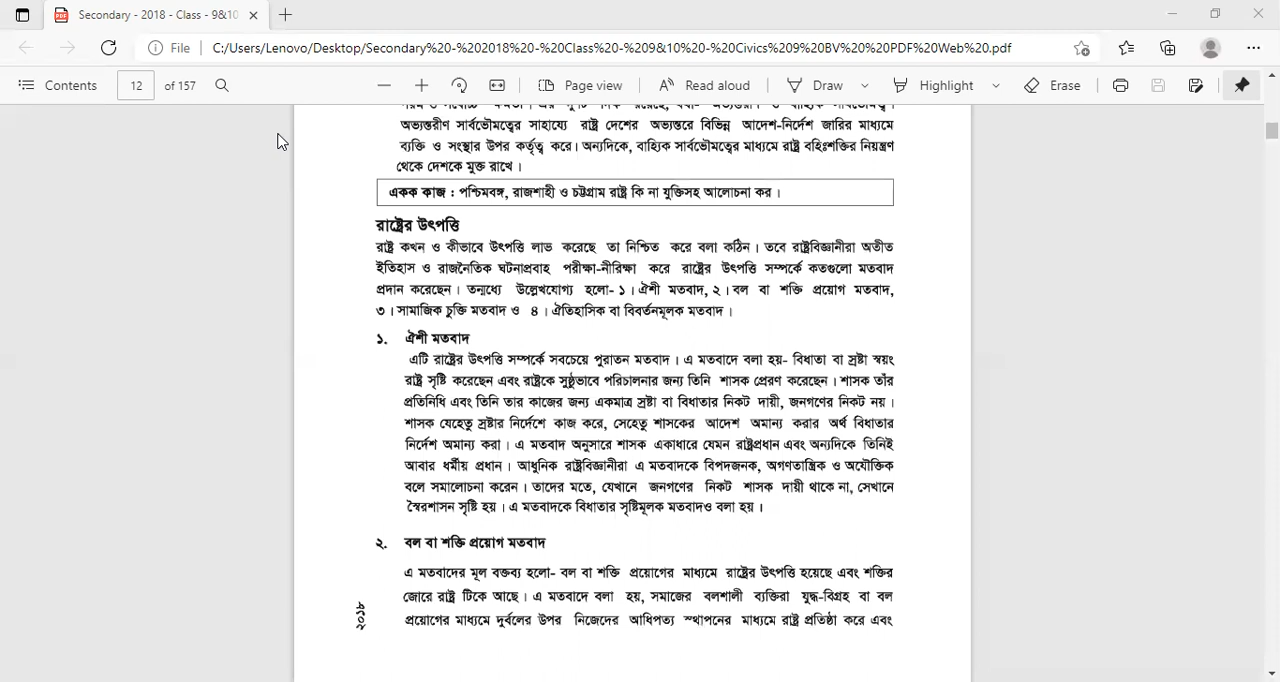 Secondary - 2018 - Class - 9&10
File
C:/Users/Lenovo/Desktop/Secondary%20-%202018%20-%20Class%20-%209&10%20-%20Civics%209%20BV%20%20PDF%20Web%20.pdf
Contents
12 of 157
Page view
Read aloud
Draw
Highlight
Erase
অভ্যন্তরীণ সার্বভৌমত্বের সাহায্যে রাষ্ট্র দেশের অভ্যন্তরে বিভিন্ন আদেশ-নির্দেশ জারির মাধ্যমে
ব্যক্তি ও সংস্থার উপর কর্তৃত্ব করে। অন্যদিকে, বাহ্যিক সার্বভৌমত্বের মাধ্যমে রাষ্ট্র বহিঃশক্তির নিয়ন্ত্রণ
থেকে দেশকে মুক্ত রাখে।
একক কাজ : পশ্চিমবঙ্গ, রাজশাহী ও চট্টগ্রাম রাষ্ট্র কি না যুক্তিসহ আলোচনা কর।
রাষ্ট্রের উৎপত্তি
রাষ্ট্র কখন ও কীভাবে উৎপত্তি লাভ করেছে তা নিশ্চিত করে বলা কঠিন। তবে রাষ্ট্রবিজ্ঞানীরা অতীত
ইতিহাস ও রাজনৈতিক ঘটনাপ্রবাহ পরীক্ষা-নীরিক্ষা করে রাষ্ট্রের উৎপত্তি সম্পর্কে কতগুলো মতবাদ
প্রদান করেছেন। তন্মধ্যে উল্লেখযোগ্য হলো- ১। ঐশী মতবাদ, ২। বল বা শক্তি প্রয়োগ মতবাদ,
৩। সামাজিক চুক্তি মতবাদ ও ৪। ঐতিহাসিক বা বিবর্তনমূলক মতবাদ।
১. ঐশী মতবাদ
এটি রাষ্ট্রের উৎপত্তি সম্পর্কে সবচেয়ে পুরাতন মতবাদ। এ মতবাদে বলা হয়- বিধাতা বা স্রষ্টা স্বয়ং
রাষ্ট্র সৃষ্টি করেছেন এবং রাষ্ট্রকে সুষ্ঠুভাবে পরিচালনার জন্য তিনি শাসক প্রেরণ করেছেন। শাসক তাঁর
প্রতিনিধি এবং তিনি তার কাজের জন্য একমাত্র স্রষ্টা বা বিধাতার নিকট দায়ী, জনগণের নিকট নয়।
শাসক যেহেতু স্রষ্টার নির্দেশে কাজ করে, সেহেতু শাসকের আদেশ অমান্য করার অর্থ বিধাতার
নির্দেশ অমান্য করা। এ মতবাদ অনুসারে শাসক একাধারে যেমন রাষ্ট্রপ্রধান এবং অন্যদিকে তিনিই
আবার ধর্মীয় প্রধান। আধুনিক রাষ্ট্রবিজ্ঞানীরা এ মতবাদকে বিপদজনক, অগণতান্ত্রিক ও অযৌক্তিক
বলে সমালোচনা করেন। তাদের মতে, যেখানে জনগণের নিকট শাসক দায়ী থাকে না, সেখানে
স্বৈরশাসন সৃষ্টি হয়। এ মতবাদকে বিধাতার সৃষ্টিমূলক মতবাদও বলা হয়।
২. বল বা শক্তি প্রয়োগ মতবাদ
এ মতবাদের মূল বক্তব্য হলো- বল বা শক্তি প্রয়োগের মাধ্যমে রাষ্ট্রের উৎপত্তি হয়েছে এবং শক্তির
জোরে রাষ্ট্র টিকে আছে। এ মতবাদে বলা হয়, সমাজের বলশালী ব্যক্তিরা যুদ্ধ-বিগ্রহ বা বল
প্রয়োগের মাধ্যমে দুর্বলের উপর নিজেদের আধিপত্য স্থাপনের মাধ্যমে রাষ্ট্র প্রতিষ্ঠা করে এবং
২০১৮